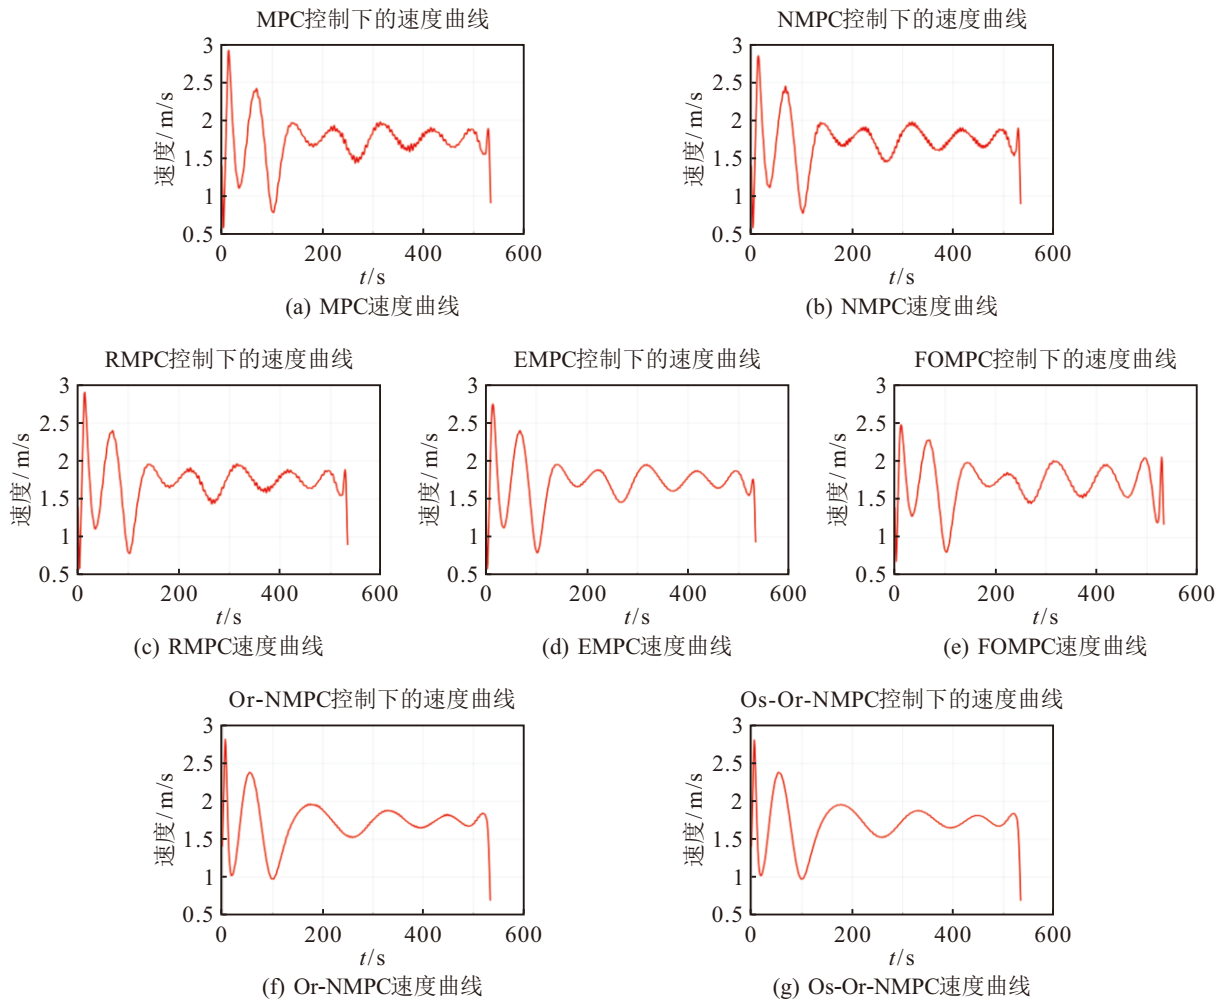 MPC控制下的速度曲线
3
2.5
2
1.5
1
0.5
速度/ m/s
0
200
400
600
t/s
(a) MPC速度曲线
NMPC控制下的速度曲线
3
2.5
2
1.5
1
0.5
速度/ m/s
0
200
400
600
t/s
(b) NMPC速度曲线
RMPC控制下的速度曲线
3
2.5
2
1.5
1
0.5
速度/ m/s
0
200
400
600
t/s
(c) RMPC速度曲线
EMPC控制下的速度曲线
3
2.5
2
1.5
1
0.5
速度/ m/s
0
200
400
600
t/s
(d) EMPC速度曲线
FOMPC控制下的速度曲线
3
2.5
2
1.5
1
0.5
速度/ m/s
0
200
400
600
t/s
(e) FOMPC速度曲线
Or-NMPC控制下的速度曲线
3
2.5
2
1.5
1
0.5
速度/ m/s
0
200
400
600
t/s
(f) Or-NMPC速度曲线
Os-Or-NMPC控制下的速度曲线
3
2.5
2
1.5
1
0.5
速度/ m/s
0
200
400
600
t/s
(g) Os-Or-NMPC速度曲线